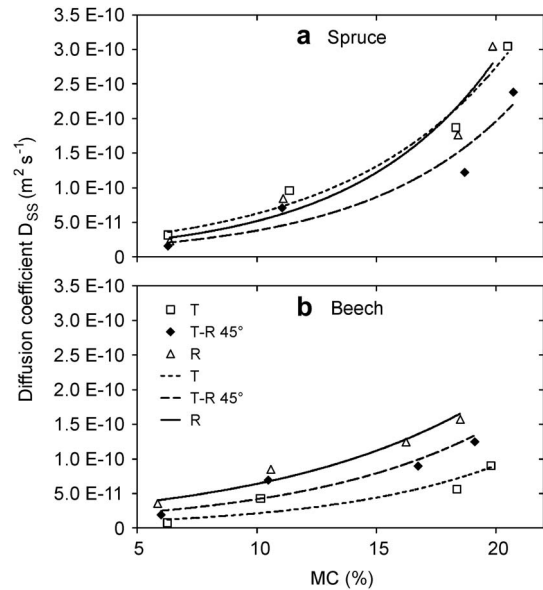 Diffusion coefficient D_SS (m² s⁻¹)
a Spruce
3.5 E-10
3.0 E-10
2.5 E-10
2.0 E-10
1.5 E-10
1.0 E-10
5.0 E-11
0
b Beech
3.5 E-10
3.0 E-10
2.5 E-10
2.0 E-10
1.5 E-10
1.0 E-10
5.0 E-11
0
T
T-R 45°
R
T
T-R 45°
R
5 10 15 20
MC (%)